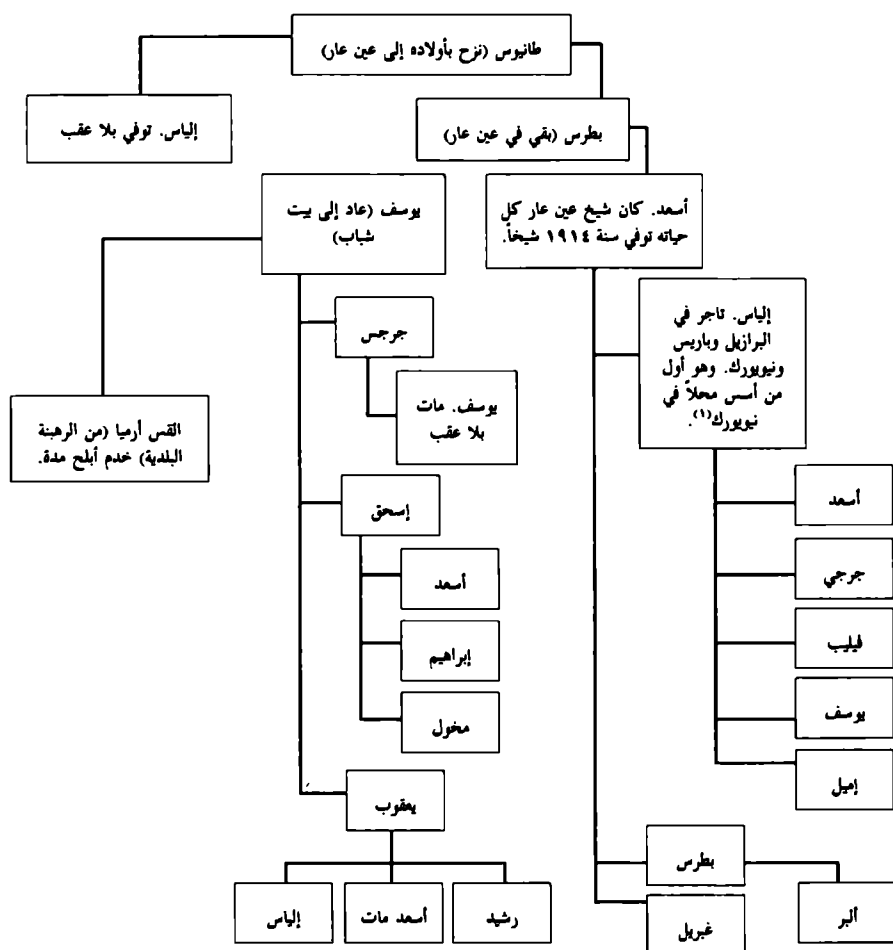 طانيوس (نزح بأولاده إلى عين عار)
إلياس. توفي بلا عقب
بطرس (بقي في عين عار)
أسعد. كان شيخ عين عار كل
حياته توفي سنة ١٩١٤ شيخاً.
يوسف (عاد إلى بيت
شباب)
إلياس. تاجر في
البرازيل وباريس
ونيويورك. وهو أول
من أسس محلاً في
نيويورك(١).
جرجس
يوسف. مات
بلا عقب
القس أرميا (من الرهبنة
البلدية) خدم أبلح مدة.
أسعد
إسحق
جرجي
أسعد
فيليب
إبراهيم
يوسف
مخول
إميل
يعقوب
بطرس
ألبر
غبريل
رشيد
أسعد مات
إلياس